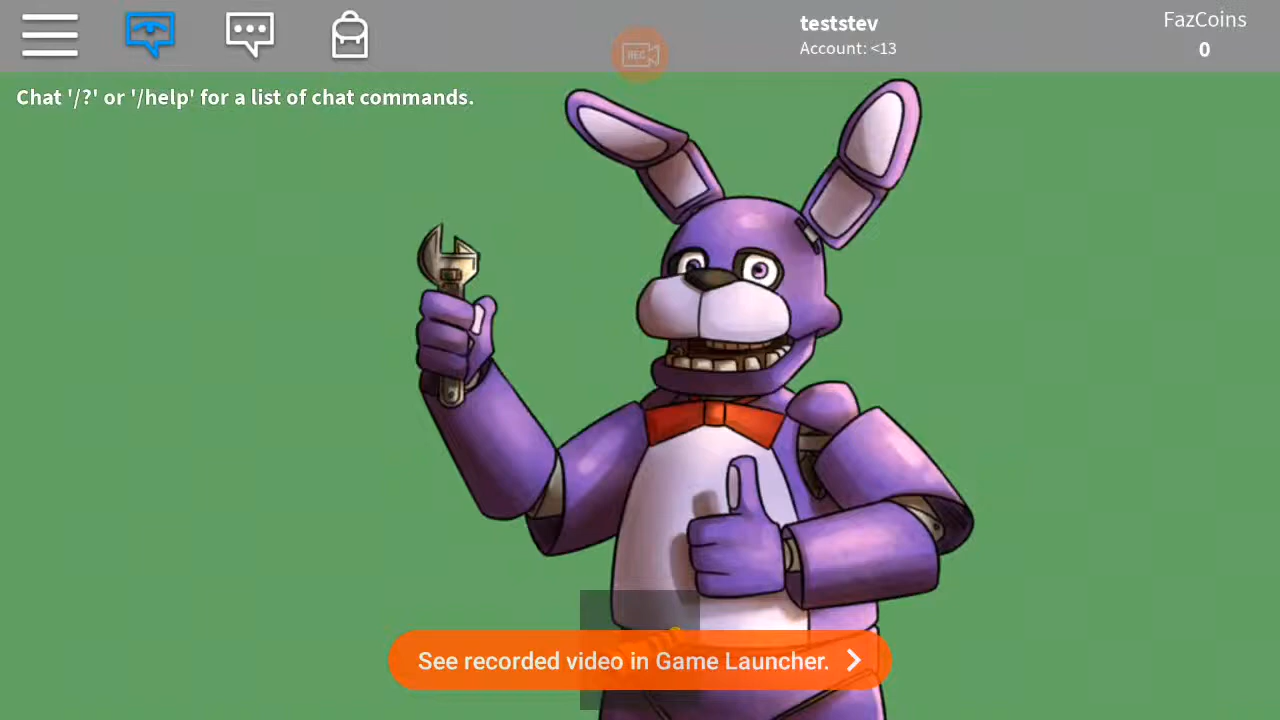 teststev
Account: <13
FazCoins
0
REC
Chat '/?' or '/help' for a list of chat commands.
See recorded video in Game Launcher.